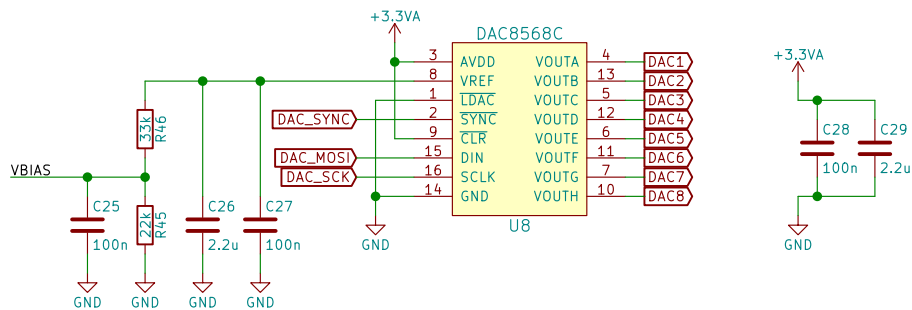 +3.3VA
DAC8568C
3 AVDD VOUTA 4 DAC1
8 VREF VOUTB 13 DAC2
1 LDAC VOUTC 5 DAC3
DAC_SYNC 2 SYNC VOUTD 12 DAC4
9 CLR VOUTE 6 DAC5
DAC_MOSI 15 DIN VOUTF 11 DAC6
DAC_SCK 16 SCLK VOUTG 7 DAC7
14 GND VOUTH 10 DAC8
U8
GND
33k
R46
VBIAS
C25
100n
22k
R45
C26
2.2u
C27
100n
GND
GND
GND
GND
+3.3VA
C28
100n
C29
2.2u
GND